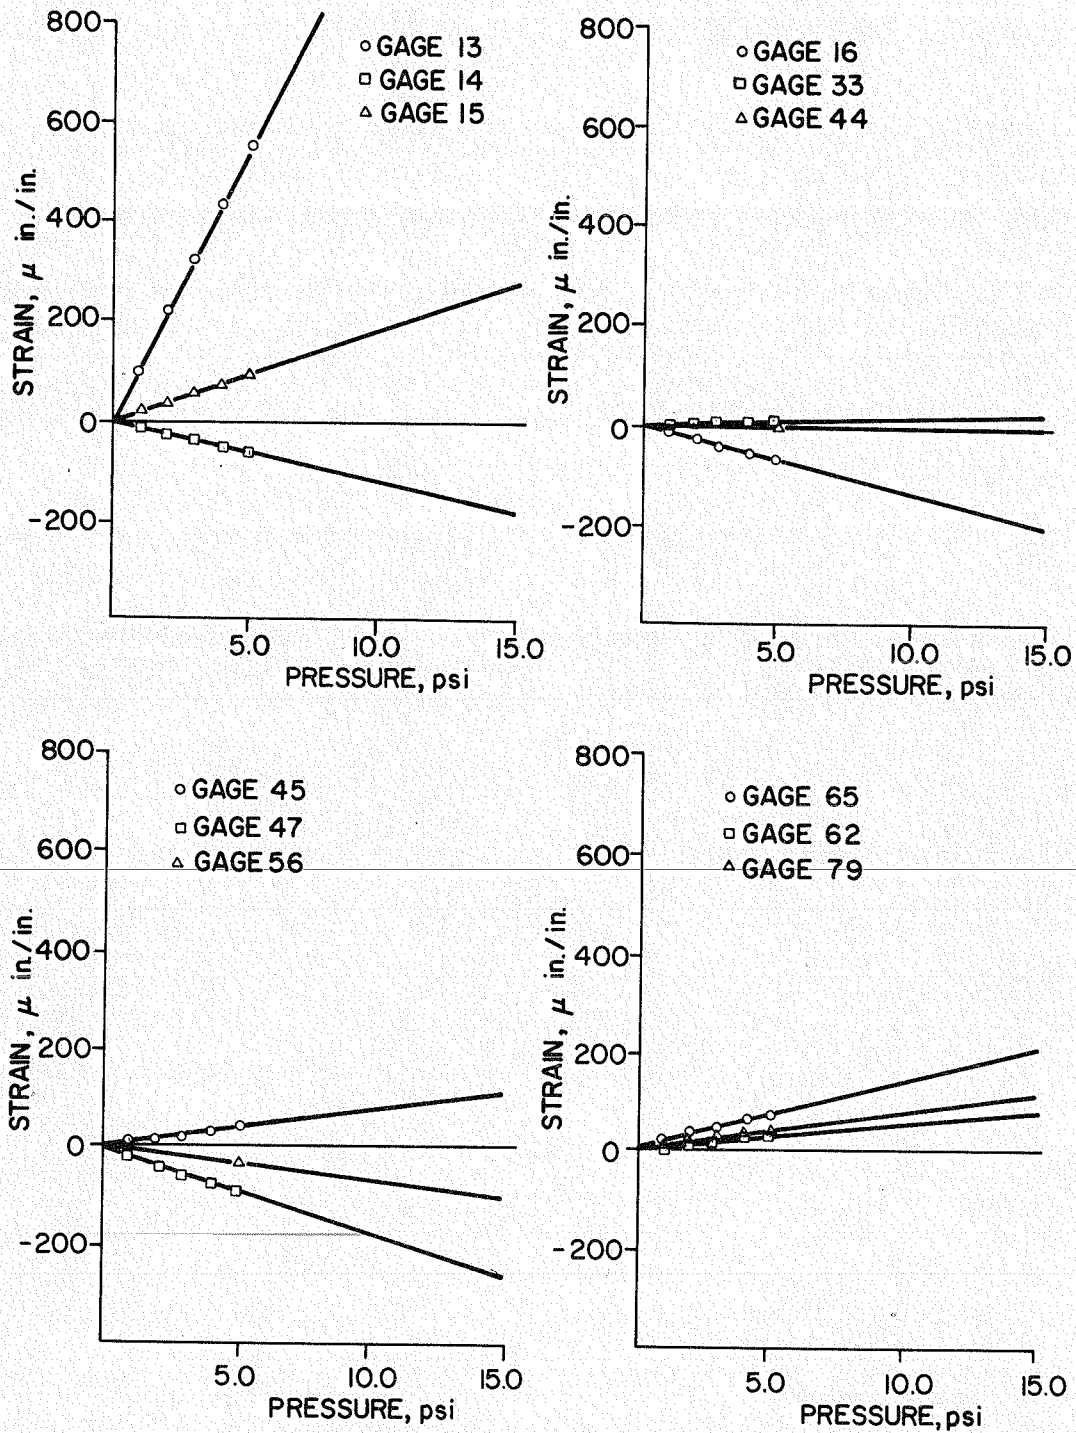 800
600
400
200
0
-200
STRAIN, μ in./in.
○ GAGE 13
□ GAGE 14
△ GAGE 15
5.0 10.0 15.0
PRESSURE, psi
800
600
400
200
0
-200
STRAIN, μ in./in.
○ GAGE 16
□ GAGE 33
△ GAGE 44
5.0 10.0 15.0
PRESSURE, psi
800
600
400
200
0
-200
STRAIN, μ in./in.
○ GAGE 45
□ GAGE 47
△ GAGE 56
5.0 10.0 15.0
PRESSURE, psi
800
600
400
200
0
-200
STRAIN, μ in./in.
○ GAGE 65
□ GAGE 62
△ GAGE 79
5.0 10.0 15.0
PRESSURE, psi